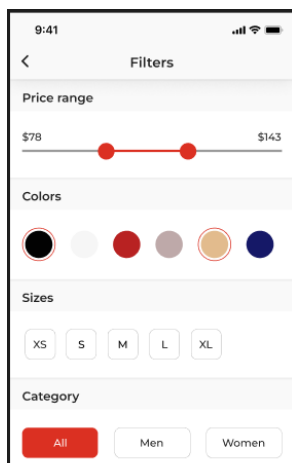 9:41
Filters
Price range
$78 $143
Colors
Sizes
XS S M L XL
Category
All Men Women